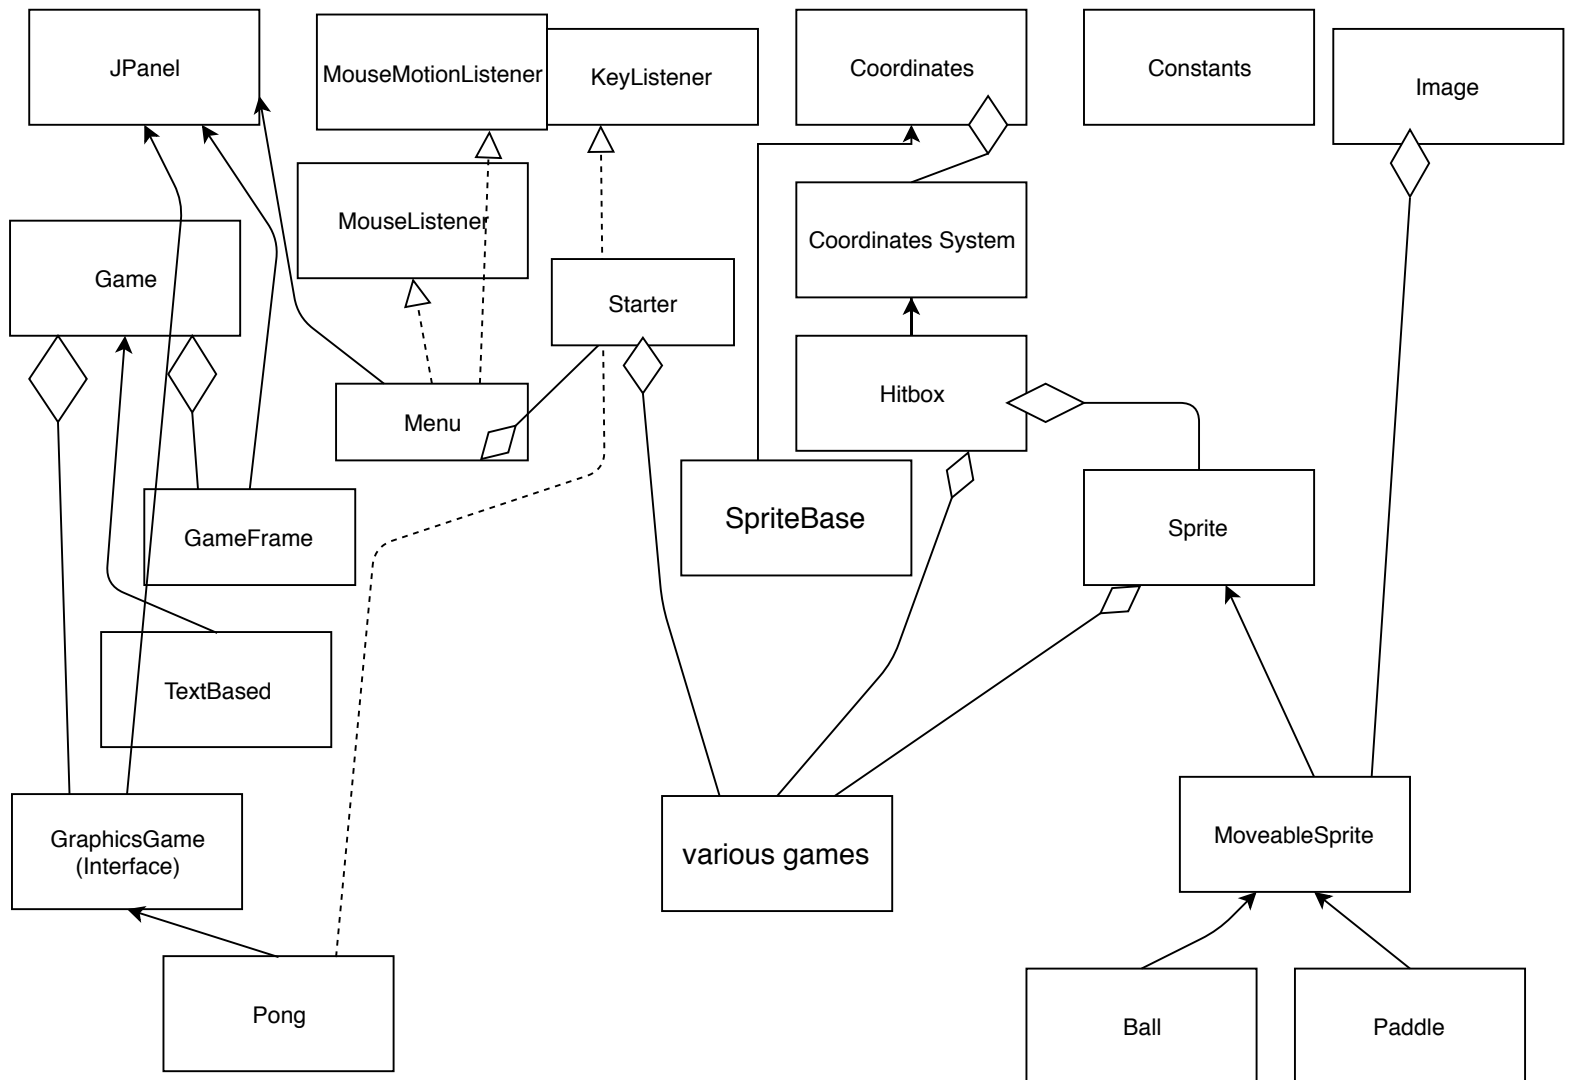 JPanel
MouseMotionListener
KeyListener
Coordinates
Constants
Image
MouseListener
Coordinates System
Game
Starter
Hitbox
Menu
SpriteBase
Sprite
GameFrame
TextBased
GraphicsGame
(Interface)
various games
MoveableSprite
Pong
Ball
Paddle